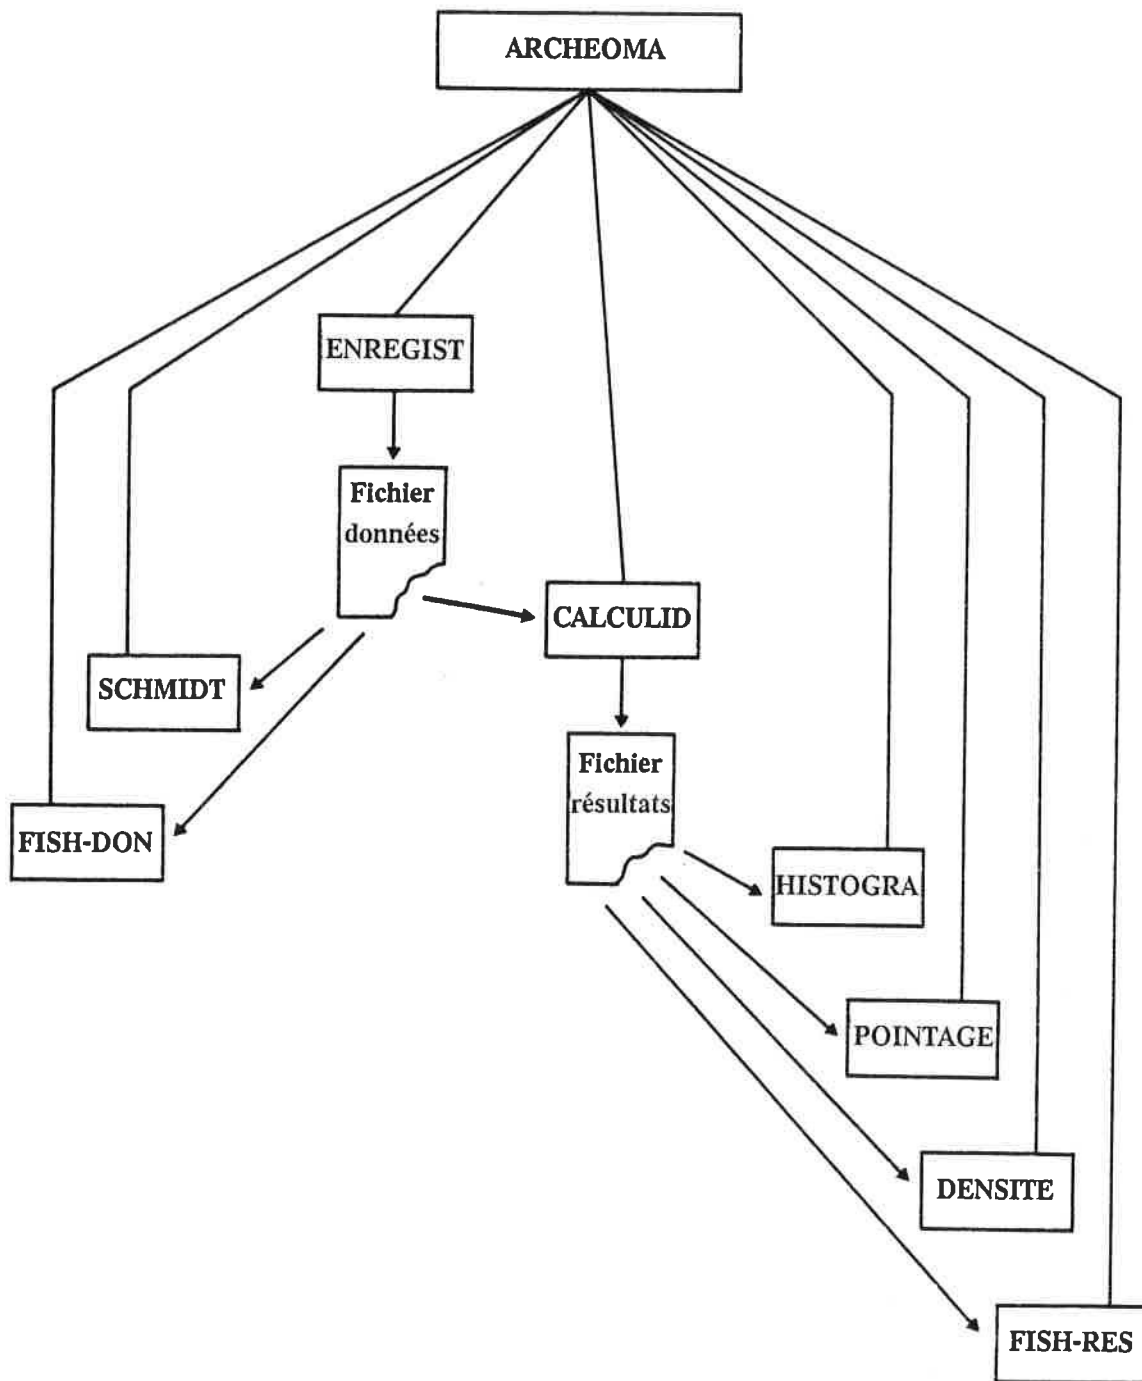 ARCHEOMA
ENREGIST
Fichier
données
CALCULID
SCHMIDT
Fichier
résultats
FISH-DON
HISTOGRA
POINTAGE
DENSITE
FISH-RES